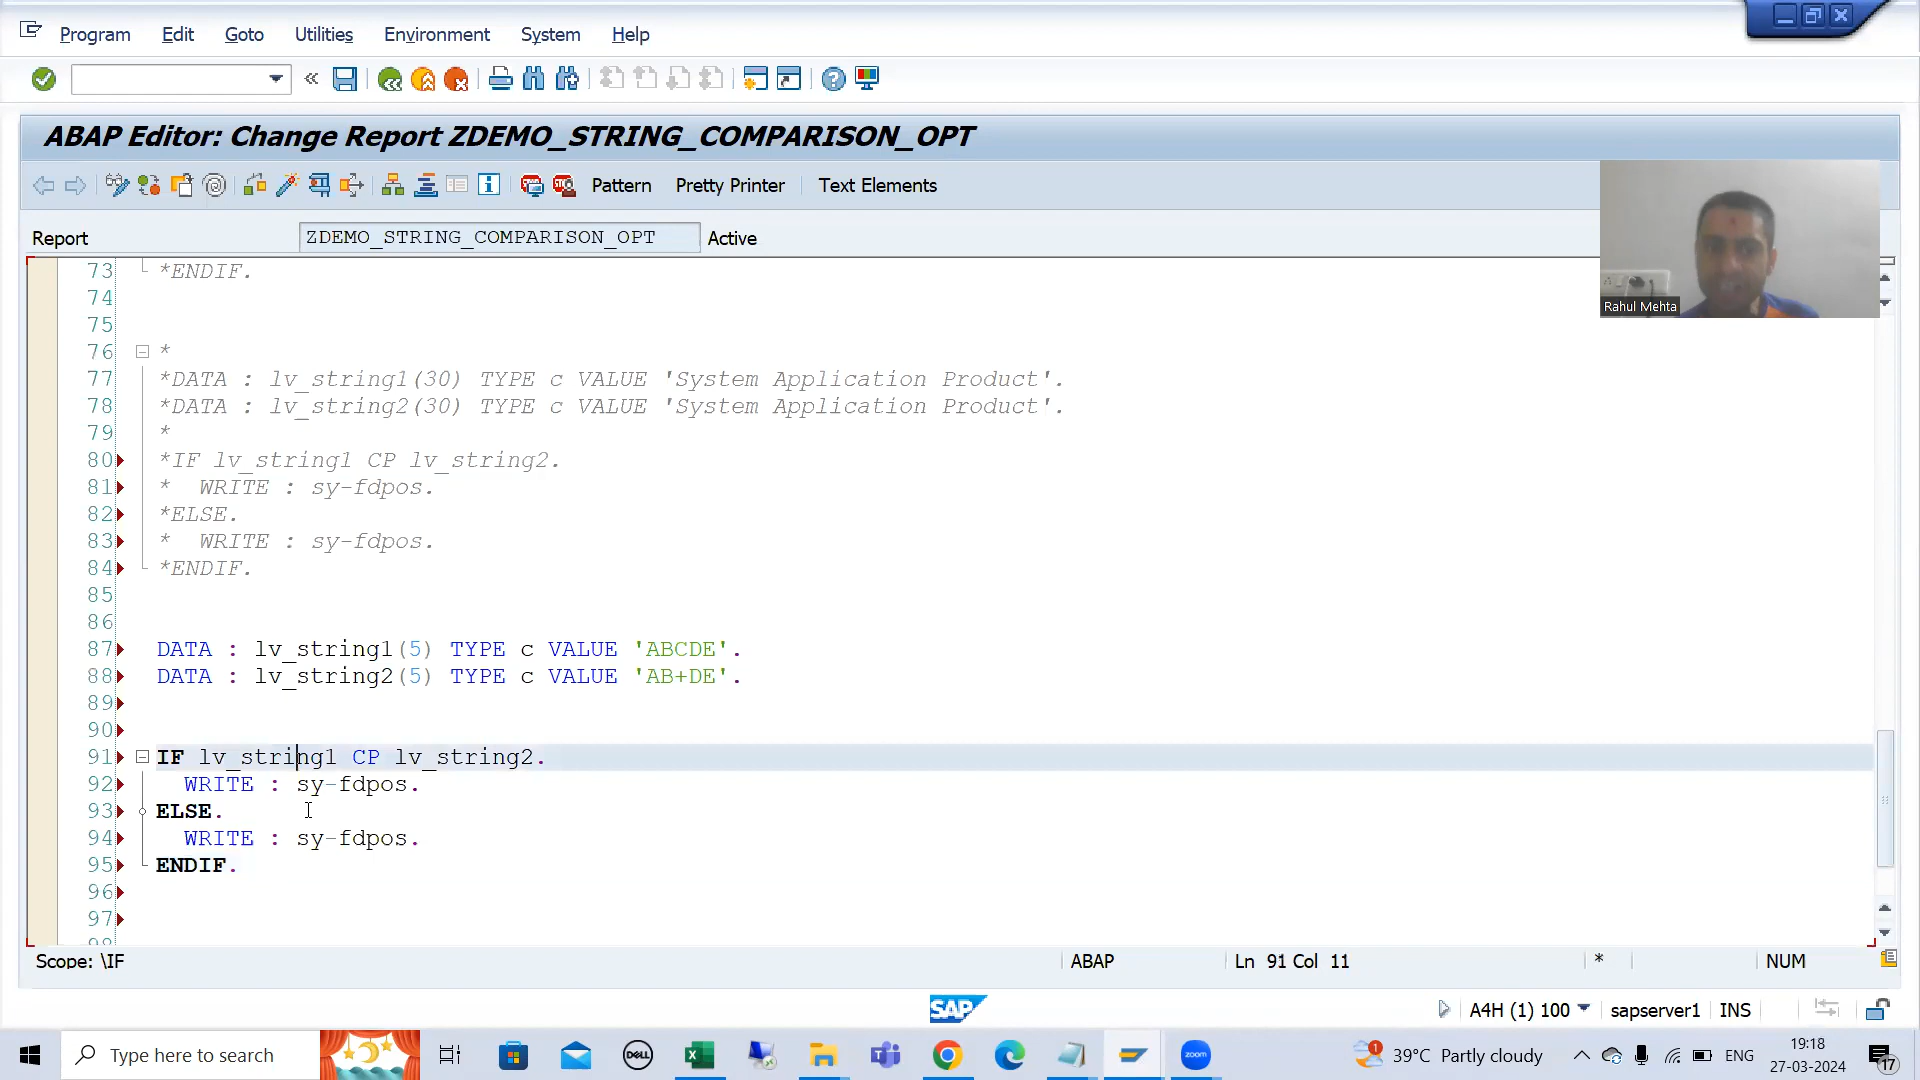 Program Edit Goto Utilities Environment System Help
ABAP Editor: Change Report ZDEMO_STRING_COMPARISON_OPT
Pattern Pretty Printer Text Elements
Report ZDEMO_STRING_COMPARISON_OPT Active
Rahul Mehta
73 *ENDIF.
74
75
76 *
77 *DATA : lv_string1(30) TYPE c VALUE 'System Application Product'.
78 *DATA : lv_string2(30) TYPE c VALUE 'System Application Product'.
79 *
80 *IF lv_string1 CP lv_string2.
81 * WRITE : sy-fdpos.
82 *ELSE.
83 * WRITE : sy-fdpos.
84 *ENDIF.
85
86
87 DATA : lv_string1(5) TYPE c VALUE 'ABCDE'.
88 DATA : lv_string2(5) TYPE c VALUE 'AB+DE'.
89
90
91 IF lv_string1 CP lv_string2.
92 WRITE : sy-fdpos.
93 ELSE.
94 WRITE : sy-fdpos.
95 ENDIF.
96
97
Scope: \IF ABAP Ln 91 Col 11 * NUM
SAP A4H (1) 100 sapserver1 INS
Type here to search DELL zoom 1 39°C Partly cloudy ENG 19:18
27-03-2024 17